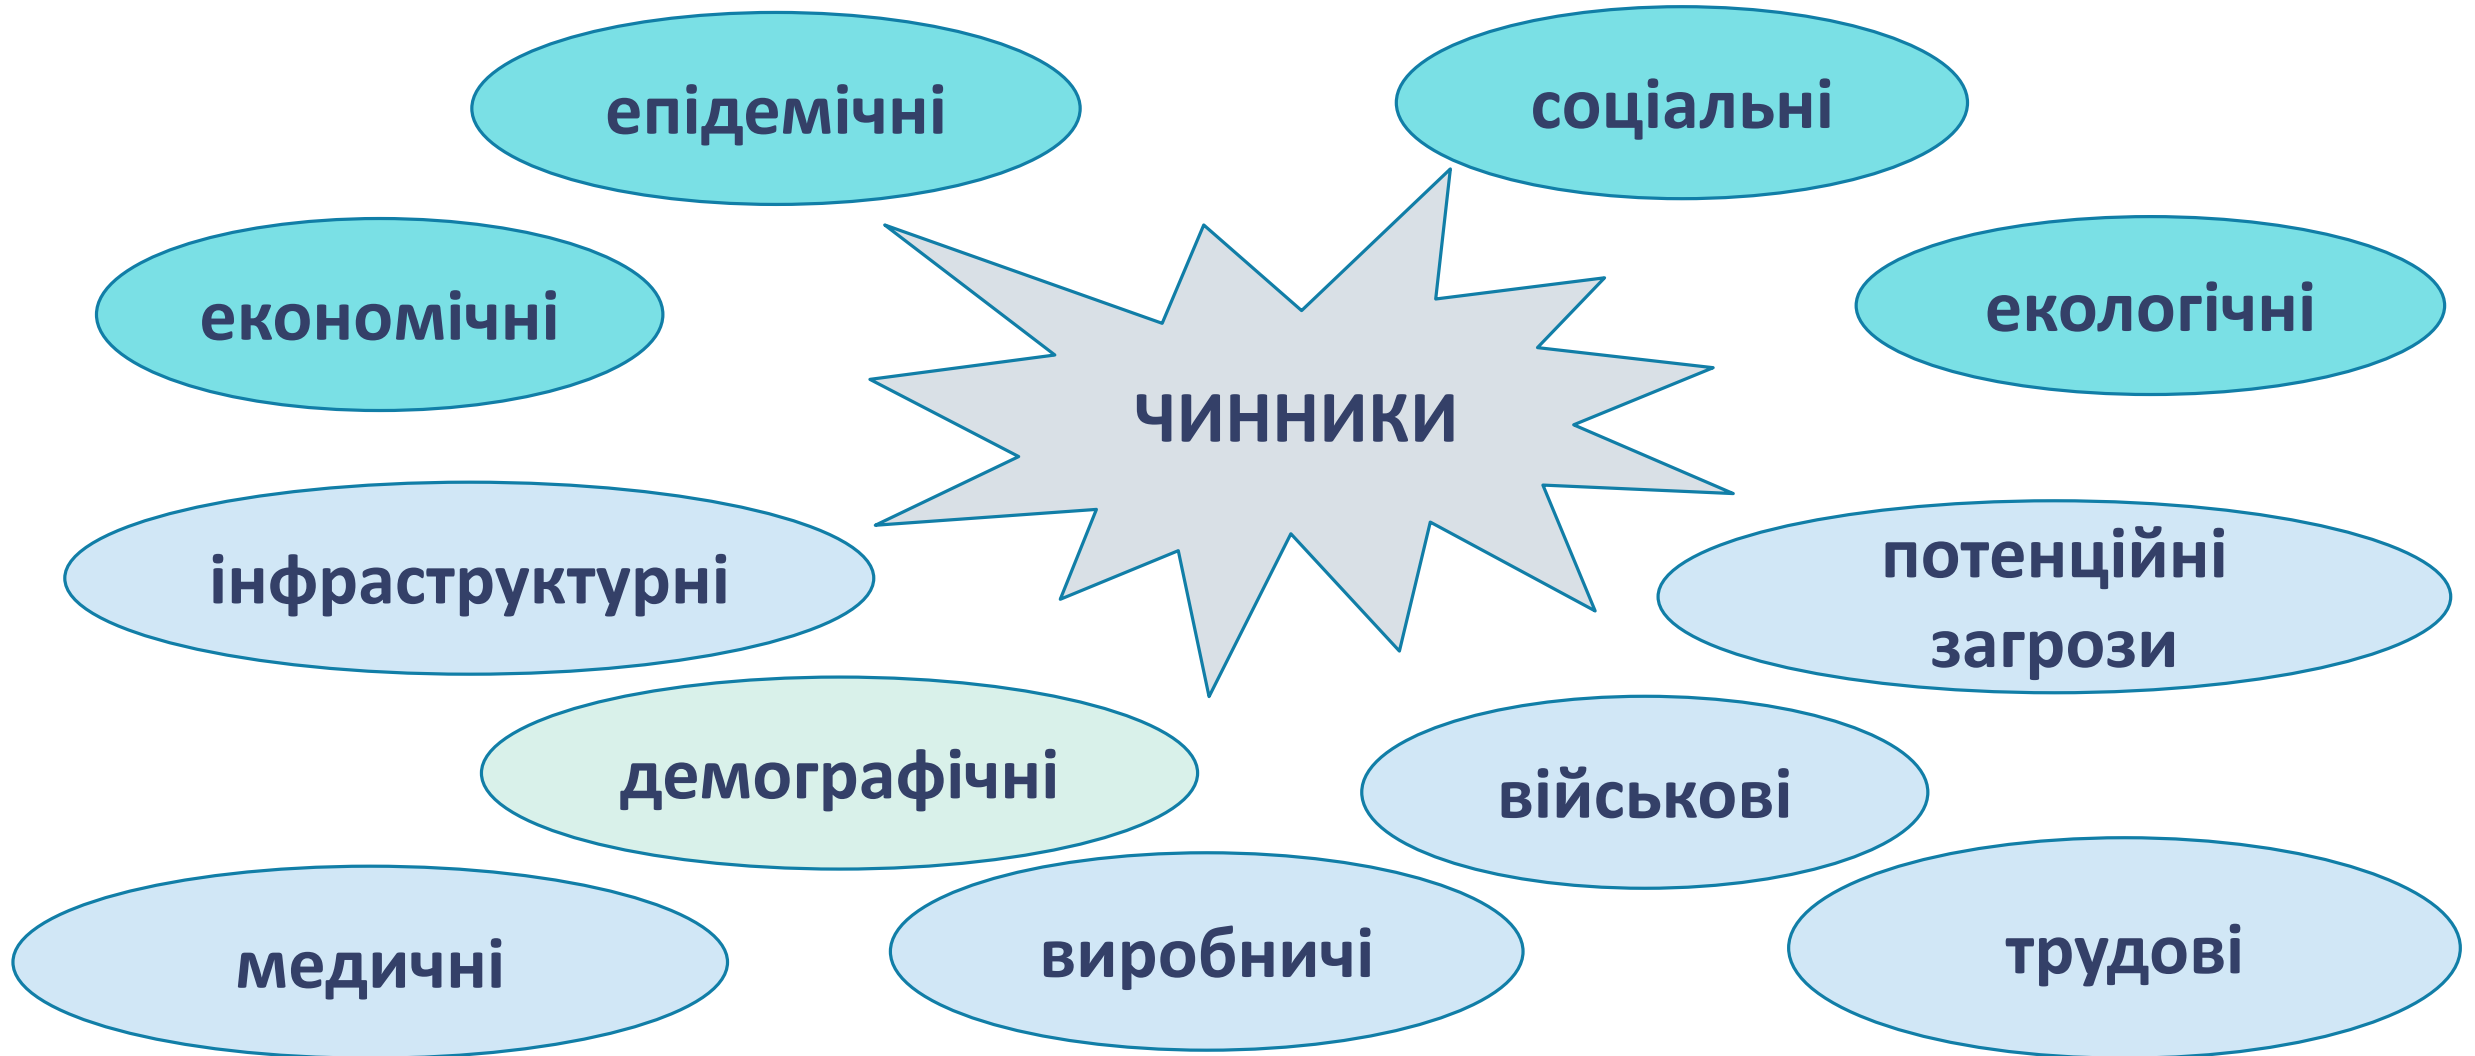 епідемічні
соціальні
економічні
екологічні
ЧИННИКИ
інфраструктурні
потенційні
загрози
демографічні
військові
медичні
виробничі
трудові